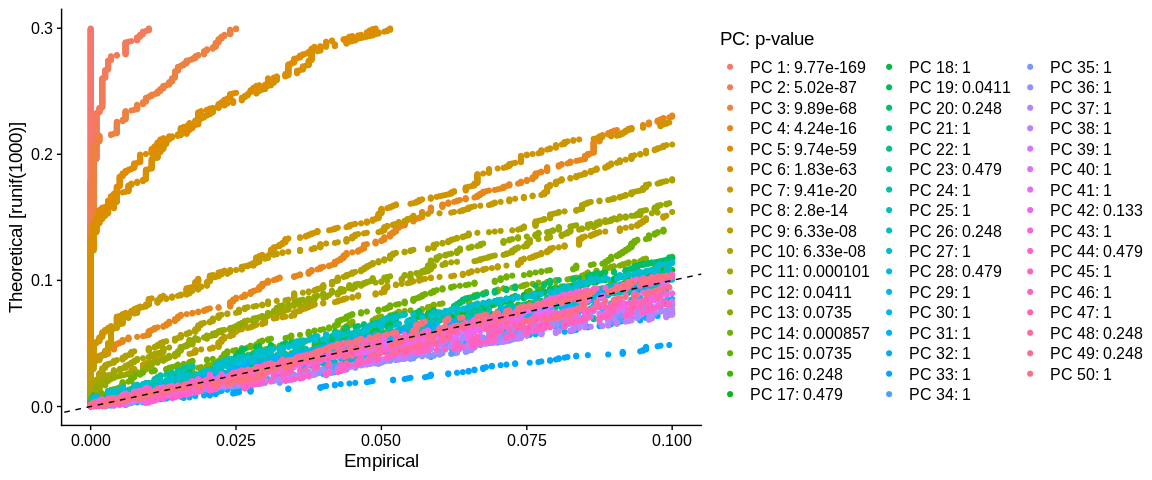 PC: p-value
PC 1: 9.77e-169
PC 2: 5.02e-87
PC 3: 9.89e-68
PC 4: 4.24e-16
PC 5: 9.74e-59
PC 6: 1.83e-63
PC 7: 9.41e-20
PC 8: 2.8e-14
PC 9: 6.33e-08
PC 10: 6.33e-08
PC 11: 0.000101
PC 12: 0.0411
PC 13: 0.0735
PC 14: 0.000857
PC 15: 0.0735
PC 16: 0.248
PC 17: 0.479
PC 18: 1
PC 19: 0.0411
PC 20: 0.248
PC 21: 1
PC 22: 1
PC 23: 0.479
PC 24: 1
PC 25: 1
PC 26: 0.248
PC 27: 1
PC 28: 0.479
PC 29: 1
PC 30: 1
PC 31: 1
PC 32: 1
PC 33: 1
PC 34: 1
PC 35: 1
PC 36: 1
PC 37: 1
PC 38: 1
PC 39: 1
PC 40: 1
PC 41: 1
PC 42: 0.133
PC 43: 1
PC 44: 0.479
PC 45: 1
PC 46: 1
PC 47: 1
PC 48: 0.248
PC 49: 0.248
PC 50: 1
Theoretical [runif(1000)]
0.3
0.2
0.1
0.0
0.000 0.025 0.050 0.075 0.100
Empirical